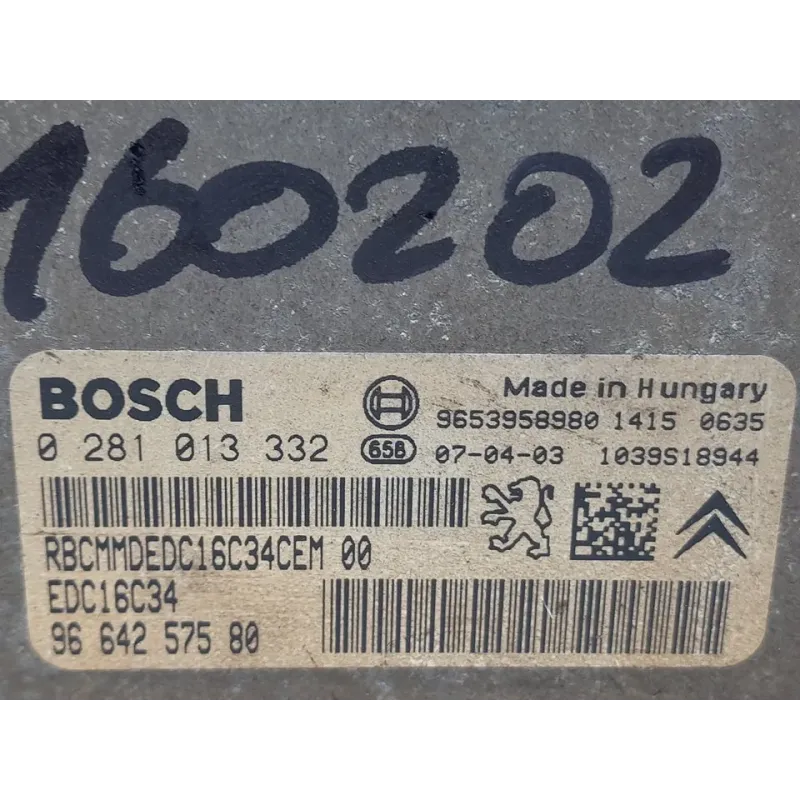 160202
BOSCH
Made in Hungary
9653958980 1415 0635
0 281 013 332
65B
07-04-03 1039S18944
RBCMMDEDC16C34CEM 00
EDC16C34
96 642 575 80